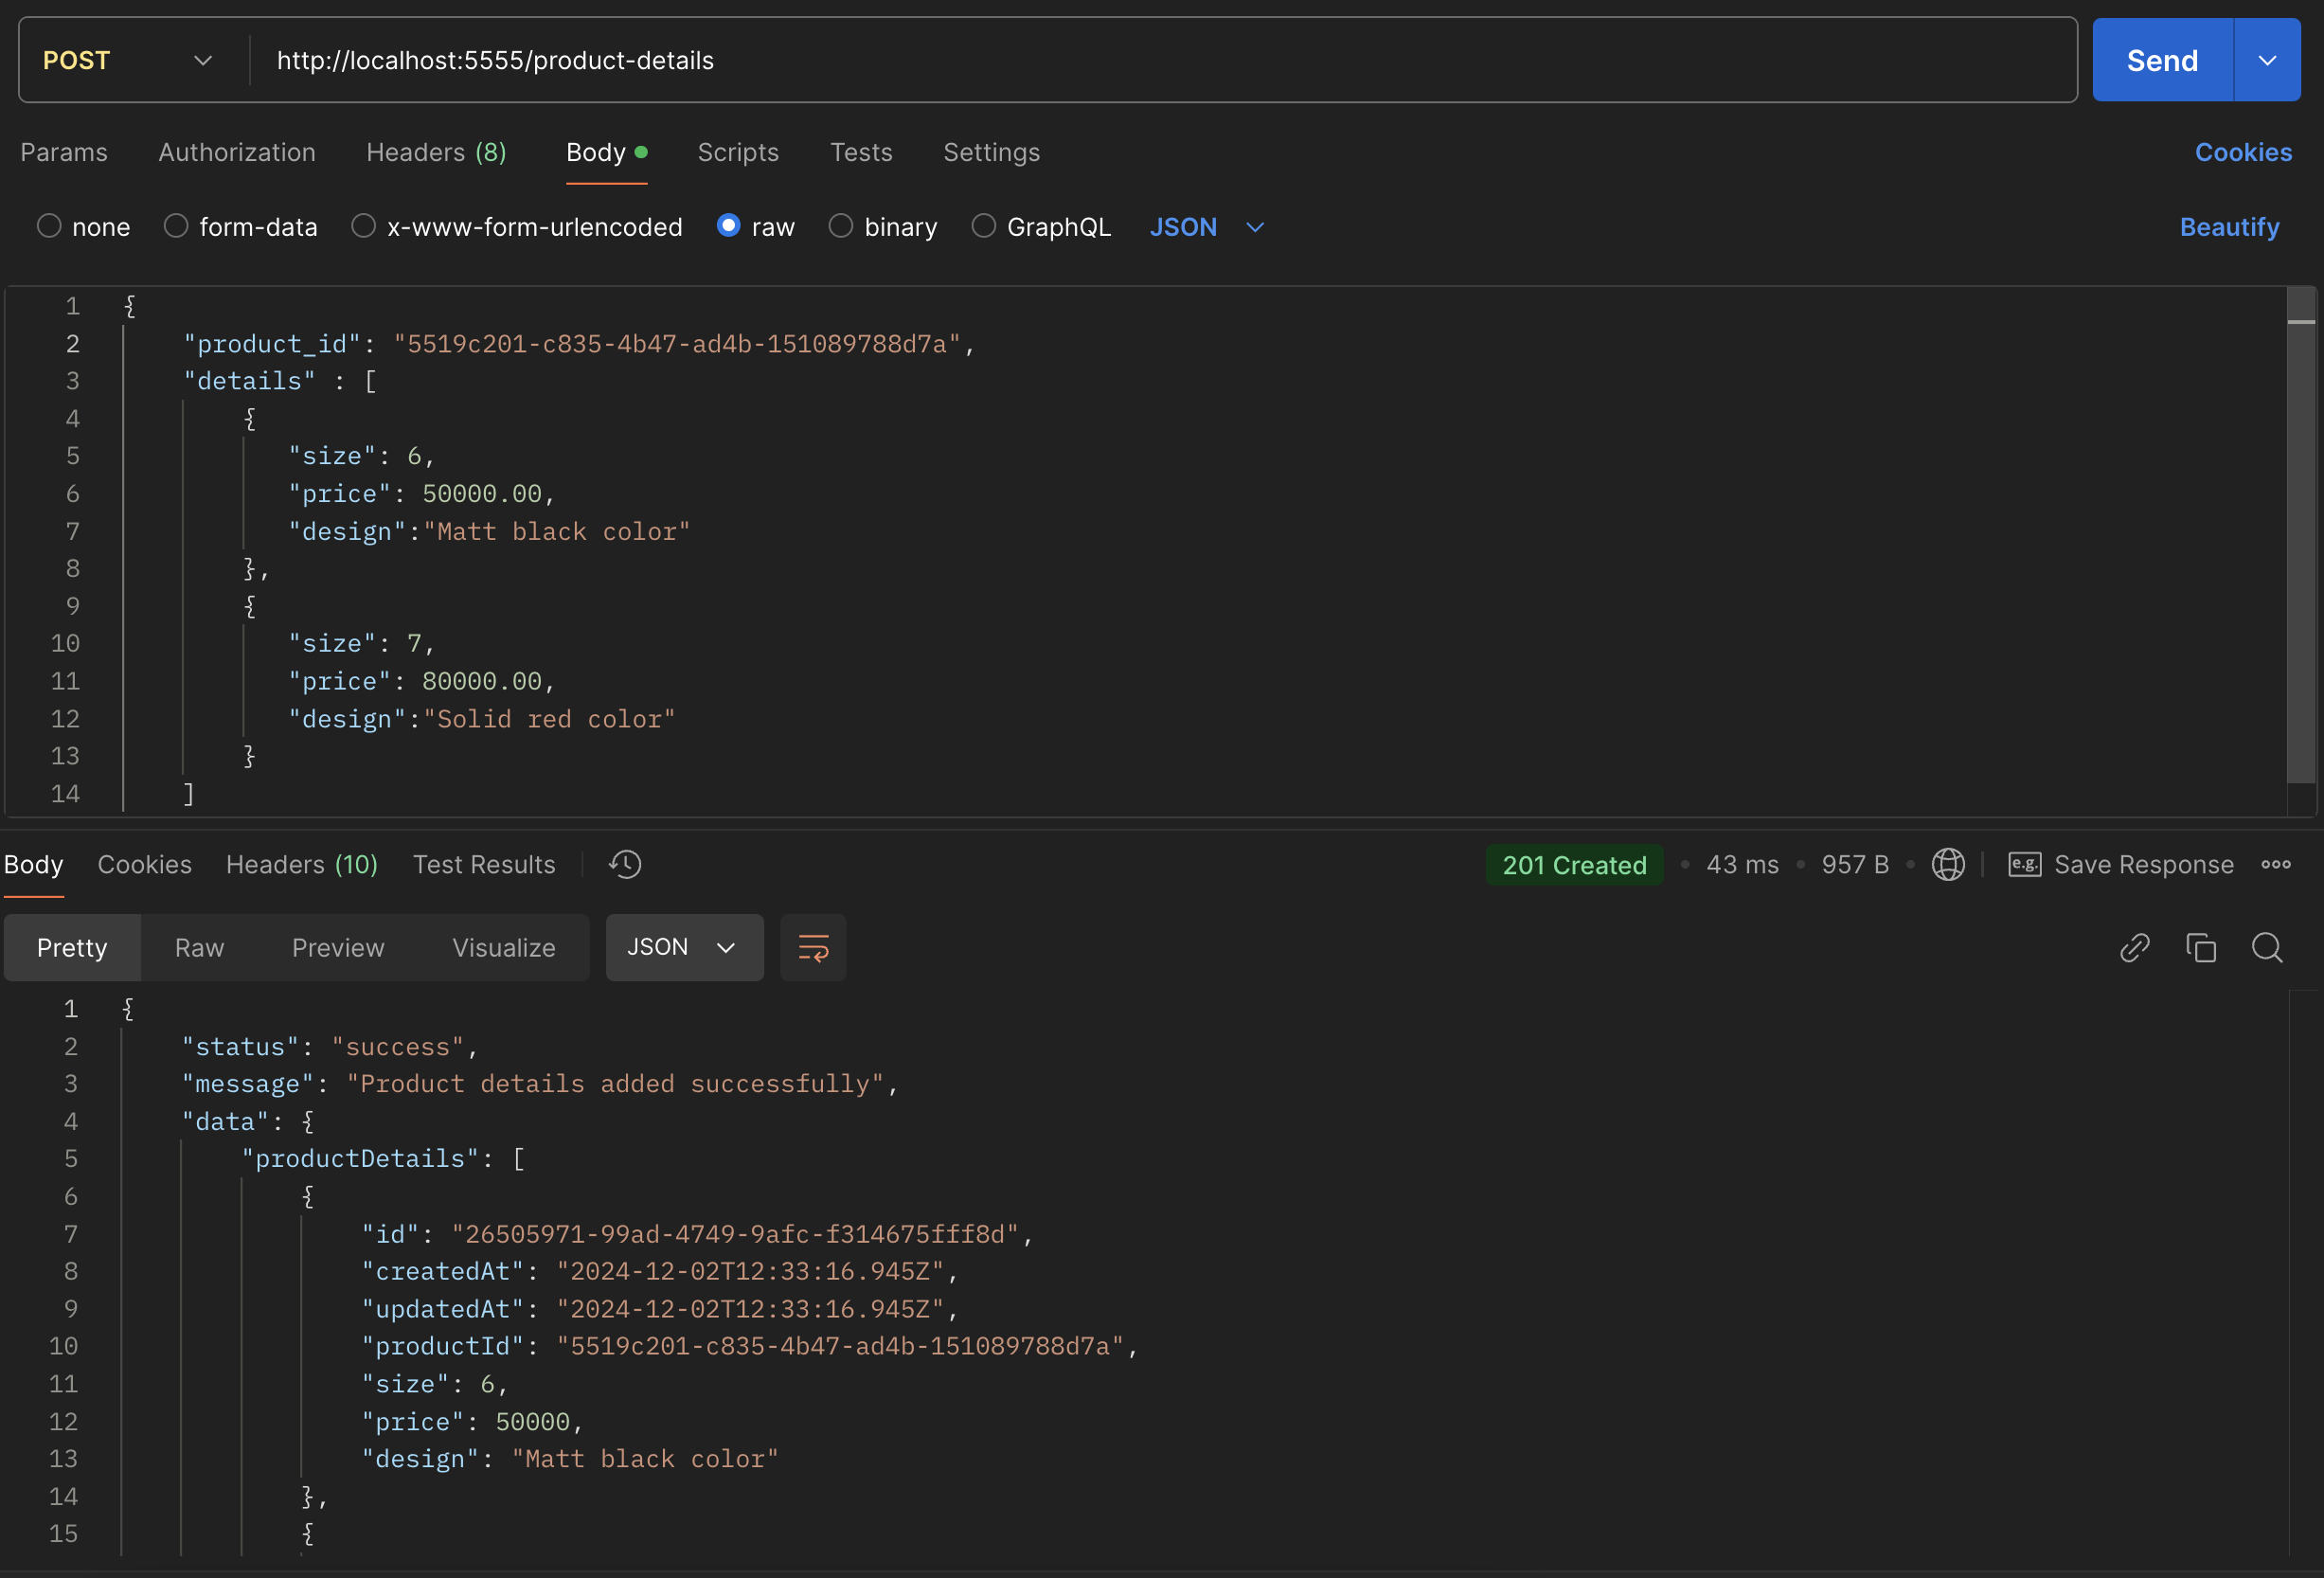 POST http://localhost:5555/product-details Send
Params Authorization Headers (8) Body Scripts Tests Settings Cookies
none form-data x-www-form-urlencoded raw binary GraphQL JSON Beautify
1 {
2 "product_id": "5519c201-c835-4b47-ad4b-151089788d7a",
3 "details" : [
4 {
5 "size": 6,
6 "price": 50000.00,
7 "design":"Matt black color"
8 },
9 {
10 "size": 7,
11 "price": 80000.00,
12 "design":"Solid red color"
13 }
14 ]
Body Cookies Headers (10) Test Results 201 Created 43 ms 957 B e.g. Save Response
Pretty Raw Preview Visualize JSON
1 {
2 "status": "success",
3 "message": "Product details added successfully",
4 "data": {
5 "productDetails": [
6 {
7 "id": "26505971-99ad-4749-9afc-f314675fff8d",
8 "createdAt": "2024-12-02T12:33:16.945Z",
9 "updatedAt": "2024-12-02T12:33:16.945Z",
10 "productId": "5519c201-c835-4b47-ad4b-151089788d7a",
11 "size": 6,
12 "price": 50000,
13 "design": "Matt black color"
14 },
15 {